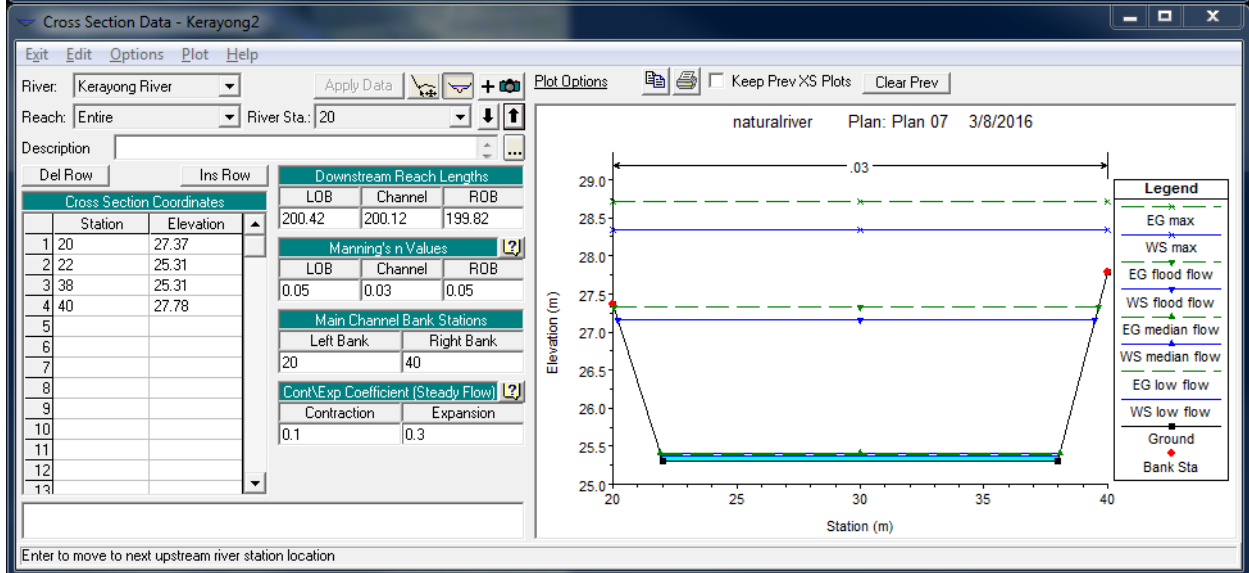 Cross Section Data - Kerayong2
Exit Edit Options Plot Help
River: Kerayong River Apply Data + Plot Options Keep Prev XS Plots Clear Prev
Reach: Entire River Sta.: 20
Description ...
Del Row Ins Row
Cross Section Coordinates
Station Elevation
1 20 27.37
2 22 25.31
3 38 25.31
4 40 27.78
5
6
7
8
9
10
11
12
13
Downstream Reach Lengths
LOB Channel ROB
200.42 200.12 199.82
Manning's n Values ?
LOB Channel ROB
0.05 0.03 0.05
Main Channel Bank Stations
Left Bank Right Bank
20 40
Cont\Exp Coefficient (Steady Flow) ?
Contraction Expansion
0.1 0.3
naturalriver Plan: Plan 07 3/8/2016
.03
29.0
28.5
28.0
27.5
27.0
26.5
26.0
25.5
25.0
Elevation (m)
20 25 30 35 40
Station (m)
Legend
EG max
WS max
EG flood flow
WS flood flow
EG median flow
WS median flow
EG low flow
WS low flow
Ground
Bank Sta
Enter to move to next upstream river station location